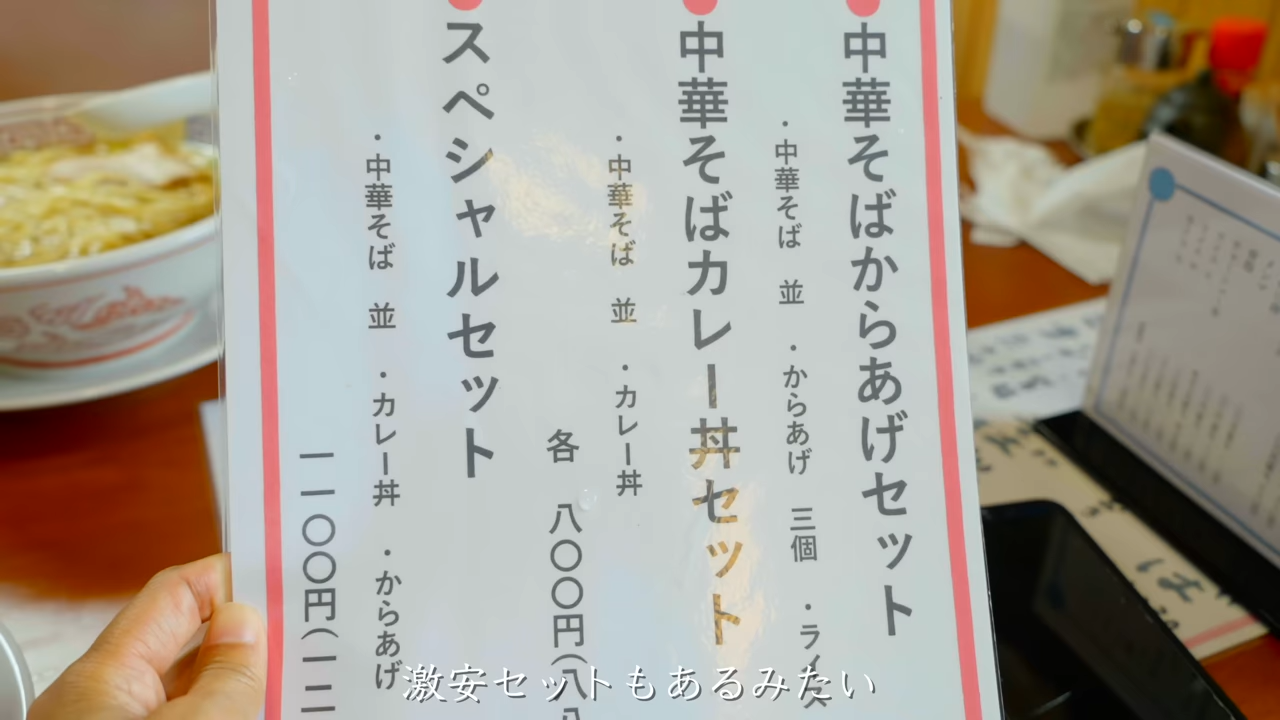 中華そばからあげセット
・中華そば 並 ・からあげ 三個 ・ライス
中華そばカレー丼セット
・中華そば 並 ・カレー丼
各 八〇〇円(八八
スペシャルセット
・中華そば 並 ・カレー丼 ・からあげ
一一〇〇円(一二
激安セットもあるみたい